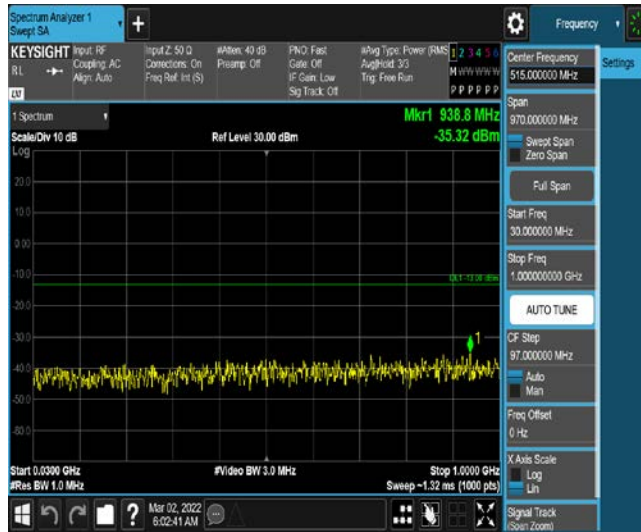 Spectrum Analyzer 1
Swept SA
+
Frequency
KEYSIGHT
Input: RF
Input Z: 50 Ω
#Atten: 40 dB
PNO: Fast
#Avg Type: Power (RMS
1 2 3 4 5 6
RL
Coupling: AC
Corrections: On
Preamp: Off
Gate: Off
Avg|Hold: 3/3
M W W W W W
Align: Auto
Freq Ref: Int (S)
IF Gain: Low
Trig: Free Run
Sig Track: Off
P P P P P P
LXI
1 Spectrum
Mkr1 938.8 MHz
Scale/Div 10 dB
Ref Level 30.00 dBm
-35.32 dBm
Log
20.0
10.0
0.00
-10.0
-20.0
-30.0
1
-40.0
-50.0
-60.0
Start 0.0300 GHz
#Video BW 3.0 MHz
Stop 1.0000 GHz
#Res BW 1.0 MHz
Sweep ~1.32 ms (1000 pts)
?
Mar 02, 2022
6:02:41 AM
Center Frequency
515.000000 MHz
Settings
Span
970.000000 MHz
Swept Span
Zero Span
Full Span
Start Freq
30.000000 MHz
Stop Freq
1.000000000 GHz
AUTO TUNE
CF Step
97.000000 MHz
Auto
Man
Freq Offset
0 Hz
X Axis Scale
Log
Lin
Signal Track
(Span Zoom)